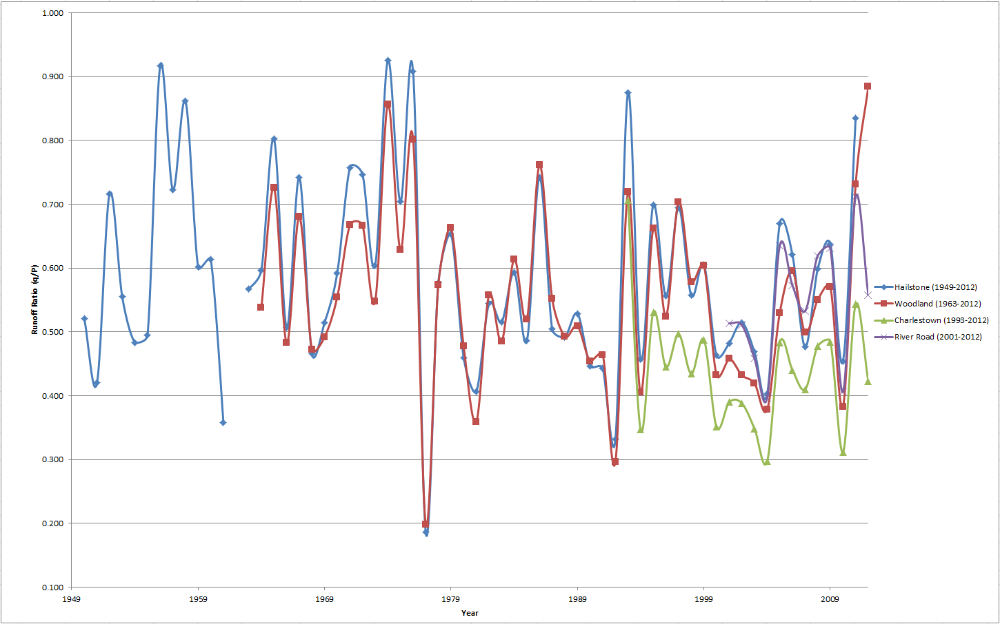 1.000
0.900
0.800
0.700
0.600
0.500
0.400
0.300
0.200
0.100
Runoff Ratio (q/P)
1949 1959 1969 1979 1989 1999 2009
Year
Hailstone (1949-2012)
Woodland (1963-2012)
Charlestown (1993-2012)
River Road (2001-2012)